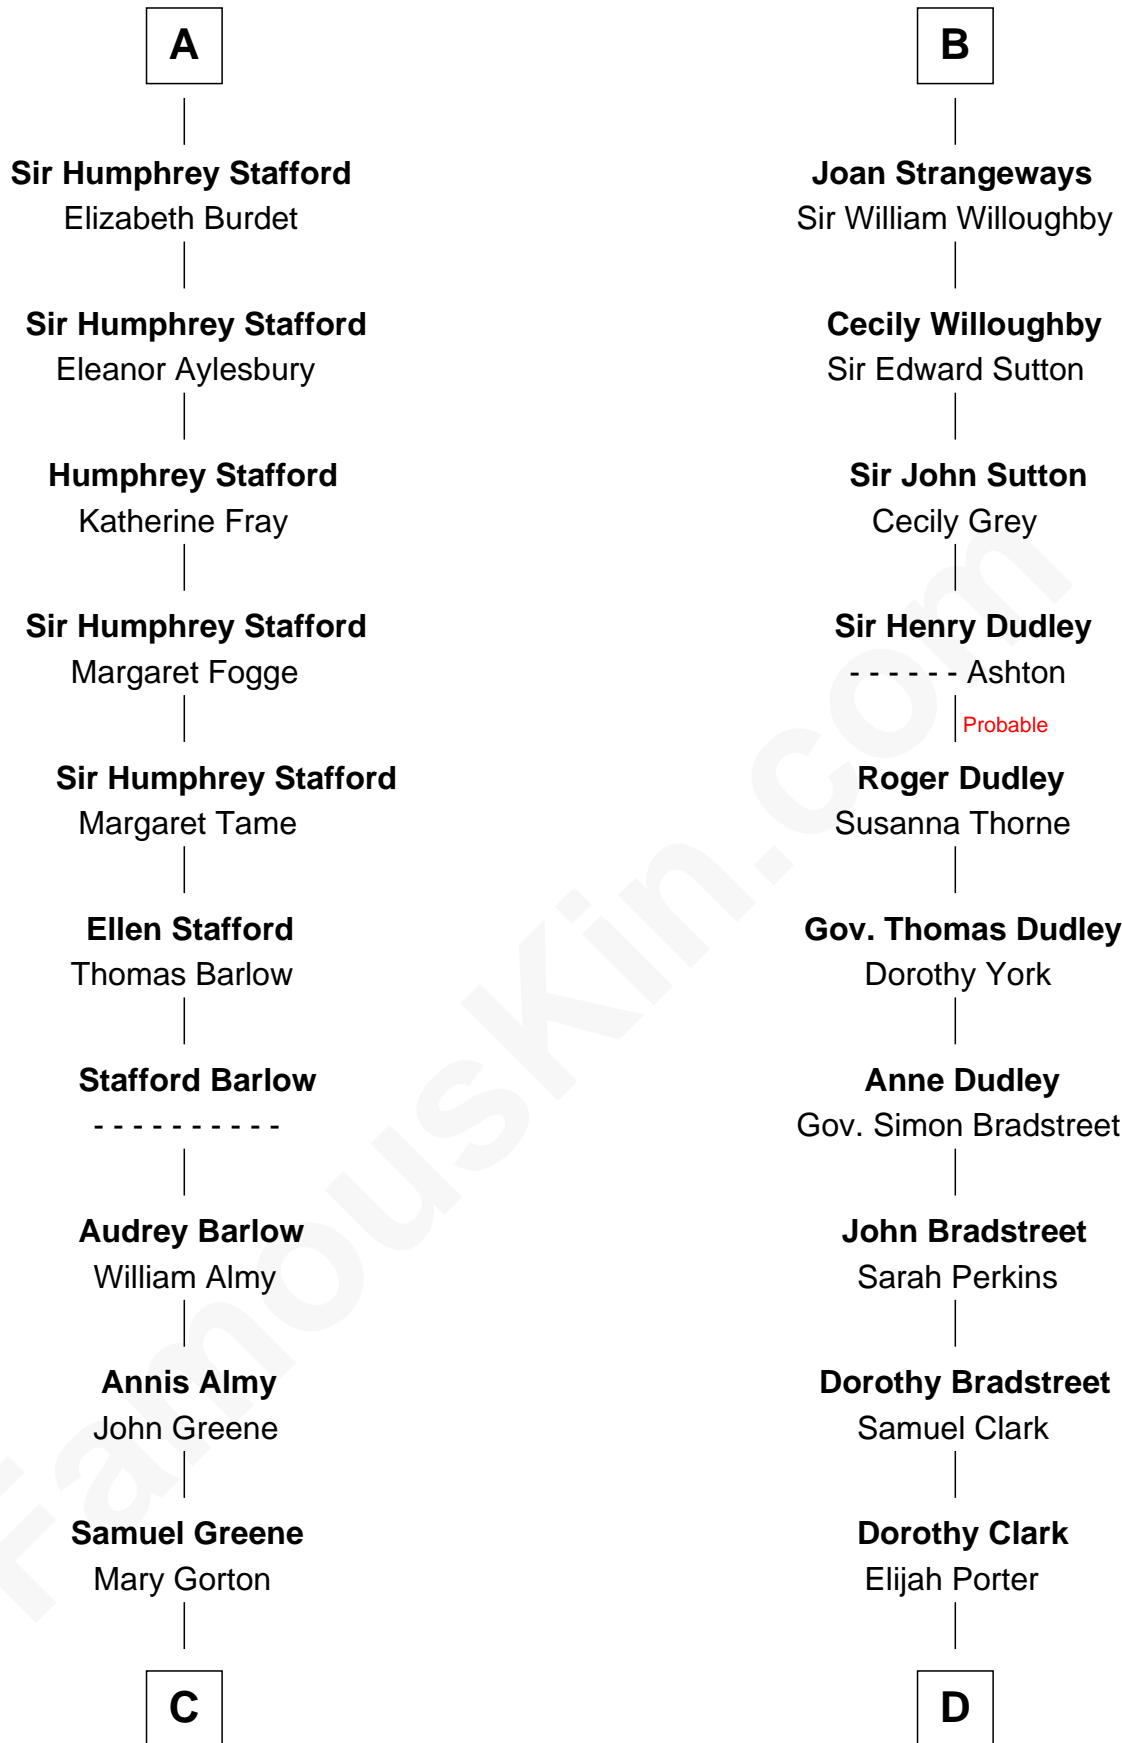 A
Sir Humphrey Stafford
Elizabeth Burdet
Sir Humphrey Stafford
Eleanor Aylesbury
Humphrey Stafford
Katherine Fray
Sir Humphrey Stafford
Margaret Fogge
Sir Humphrey Stafford
Margaret Tame
Ellen Stafford
Thomas Barlow
Stafford Barlow
- - - - - - - - - -
Audrey Barlow
William Almy
Annis Almy
John Greene
Samuel Greene
Mary Gorton
C
B
Joan Strangeways
Sir William Willoughby
Cecily Willoughby
Sir Edward Sutton
Sir John Sutton
Cecily Grey
Sir Henry Dudley
- - - - - - Ashton
Probable
Roger Dudley
Susanna Thorne
Gov. Thomas Dudley
Dorothy York
Anne Dudley
Gov. Simon Bradstreet
John Bradstreet
Sarah Perkins
Dorothy Bradstreet
Samuel Clark
Dorothy Clark
Elijah Porter
D
FamousKin.com